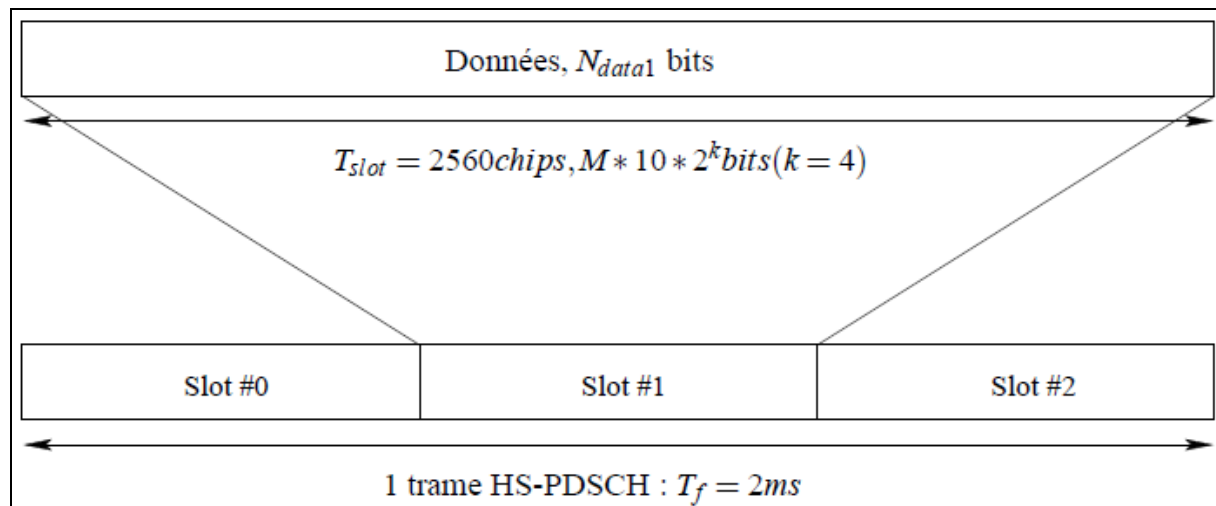 Données, N_data1 bits
T_slot = 2560chips, M * 10 * 2^k bits(k = 4)
Slot #0 Slot #1 Slot #2
1 trame HS-PDSCH : T_f = 2ms